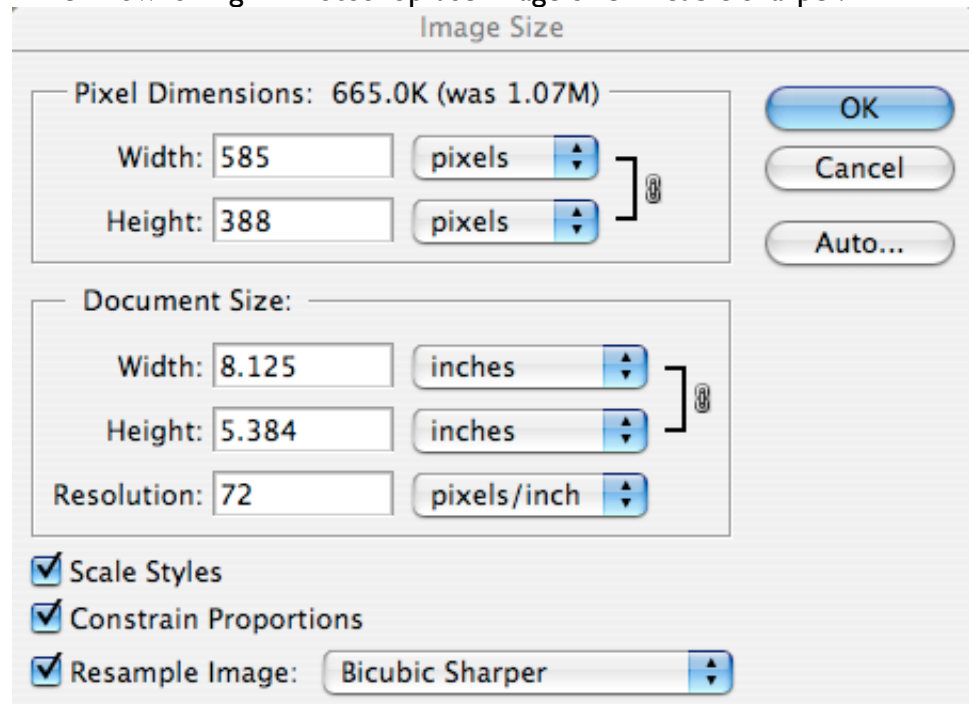 Image Size
Pixel Dimensions: 665.0K (was 1.07M)
OK
Width: 585 pixels
Cancel
Height: 388 pixels
Auto...
Document Size:
Width: 8.125 inches
Height: 5.384 inches
Resolution: 72 pixels/inch
Scale Styles
Constrain Proportions
Resample Image: Bicubic Sharper